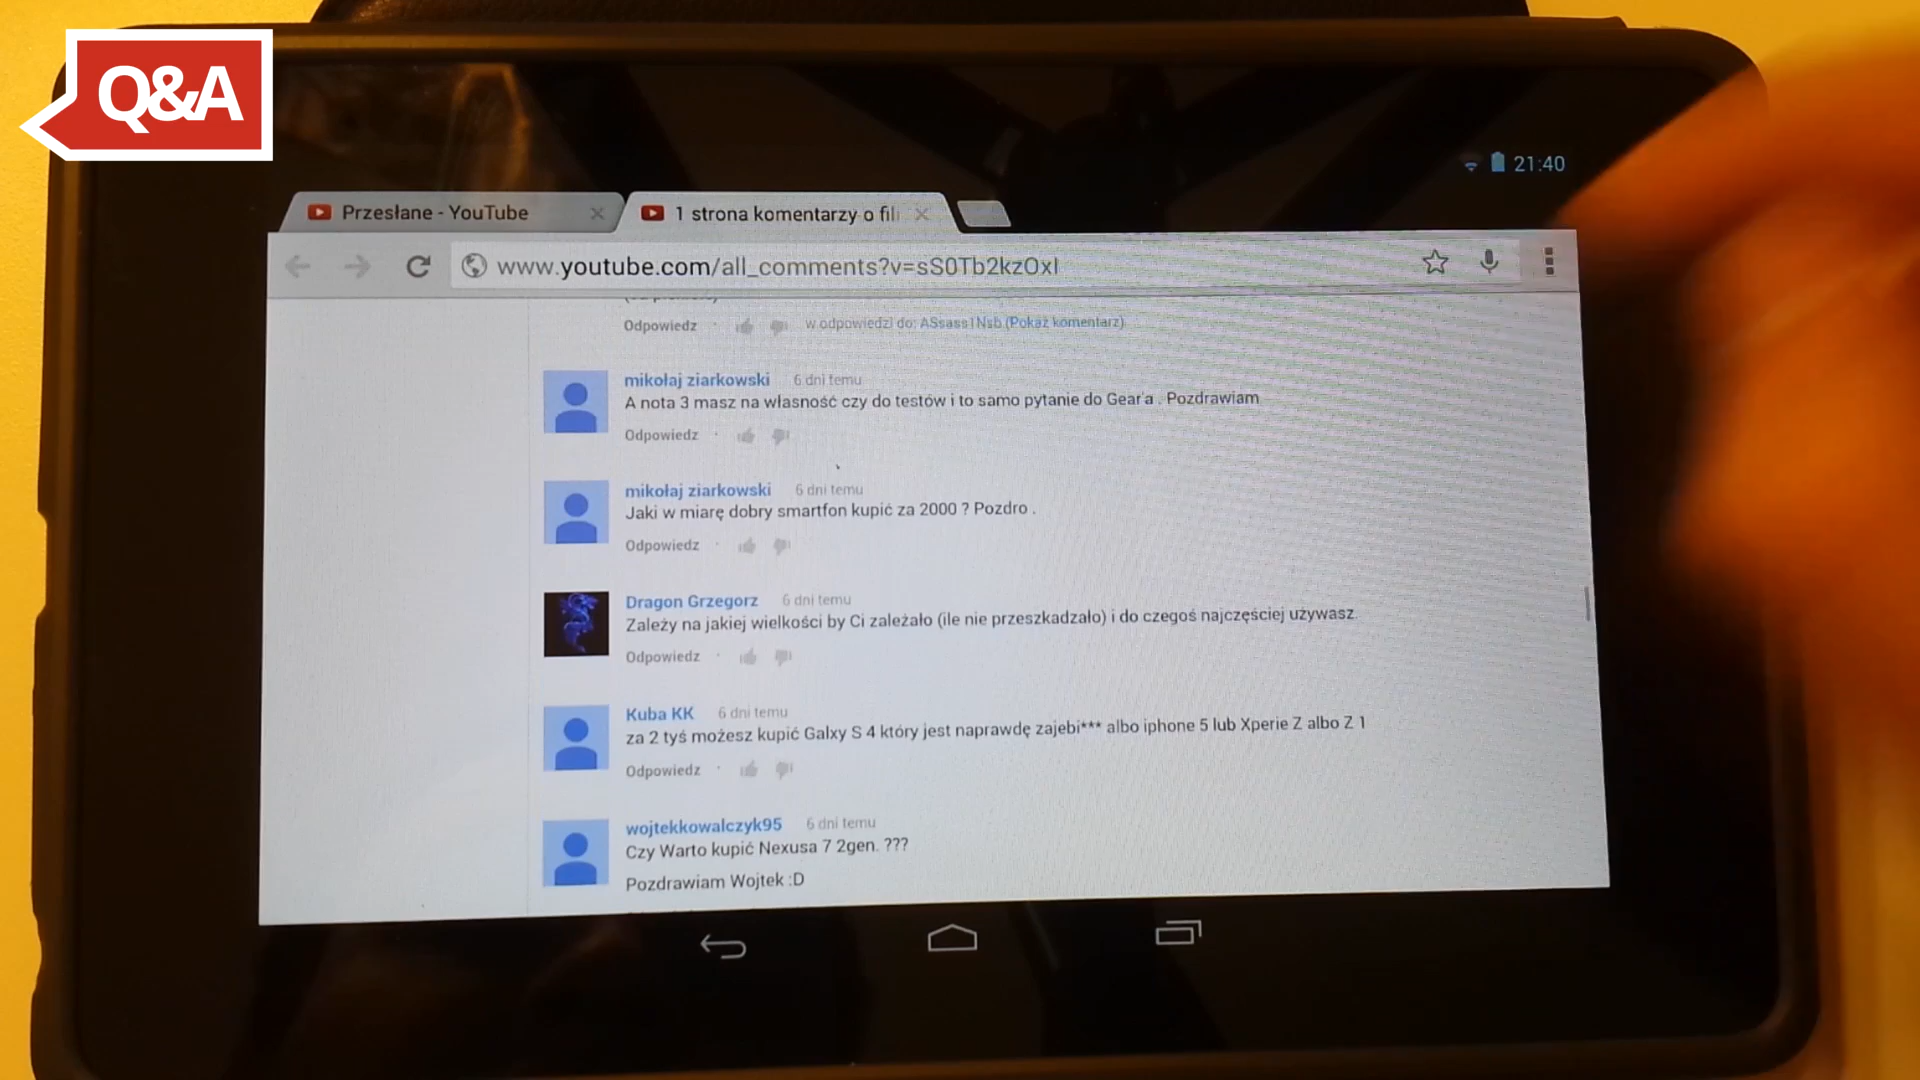 Q&A
21:40
Przesłane - YouTube
1 strona komentarzy o fil
www.youtube.com/all_comments?v=sS0Tb2kzOxI
Odpowiedz · w odpowiedzi do: ASsass1Nsb (Pokaż komentarz)
mikołaj ziarkowski 6 dni temu
A nota 3 masz na własność czy do testów i to samo pytanie do Gear'a . Pozdrawiam
Odpowiedz ·
mikołaj ziarkowski 6 dni temu
Jaki w miarę dobry smartfon kupić za 2000 ? Pozdro .
Odpowiedz ·
Dragon Grzegorz 6 dni temu
Zależy na jakiej wielkości by Ci zależało (ile nie przeszkadzało) i do czegoś najczęściej używasz.
Odpowiedz ·
Kuba KK 6 dni temu
za 2 tyś możesz kupić Galxy S 4 który jest naprawdę zajebi*** albo iphone 5 lub Xperie Z albo Z 1
Odpowiedz ·
wojtekkowalczyk95 6 dni temu
Czy Warto kupić Nexusa 7 2gen. ???
Pozdrawiam Wojtek :D